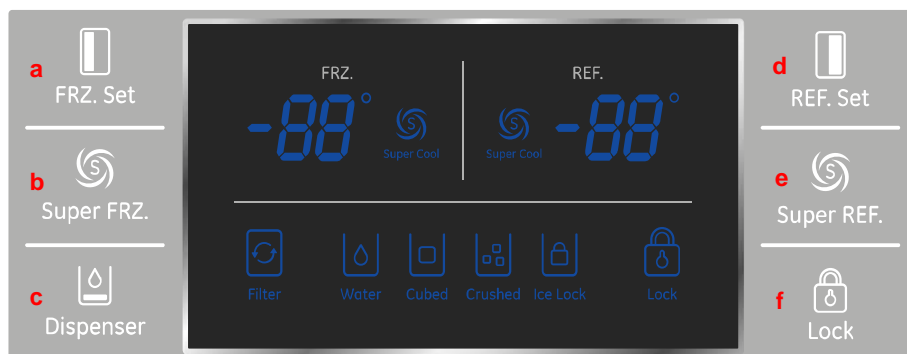 a
FRZ. Set
b
S
Super FRZ.
c
Dispenser
FRZ.
-88°
S
Super Cool
REF.
S
Super Cool
-88°
Filter
Water
Cubed
Crushed
Ice Lock
Lock
d
REF. Set
e
S
Super REF.
f
Lock